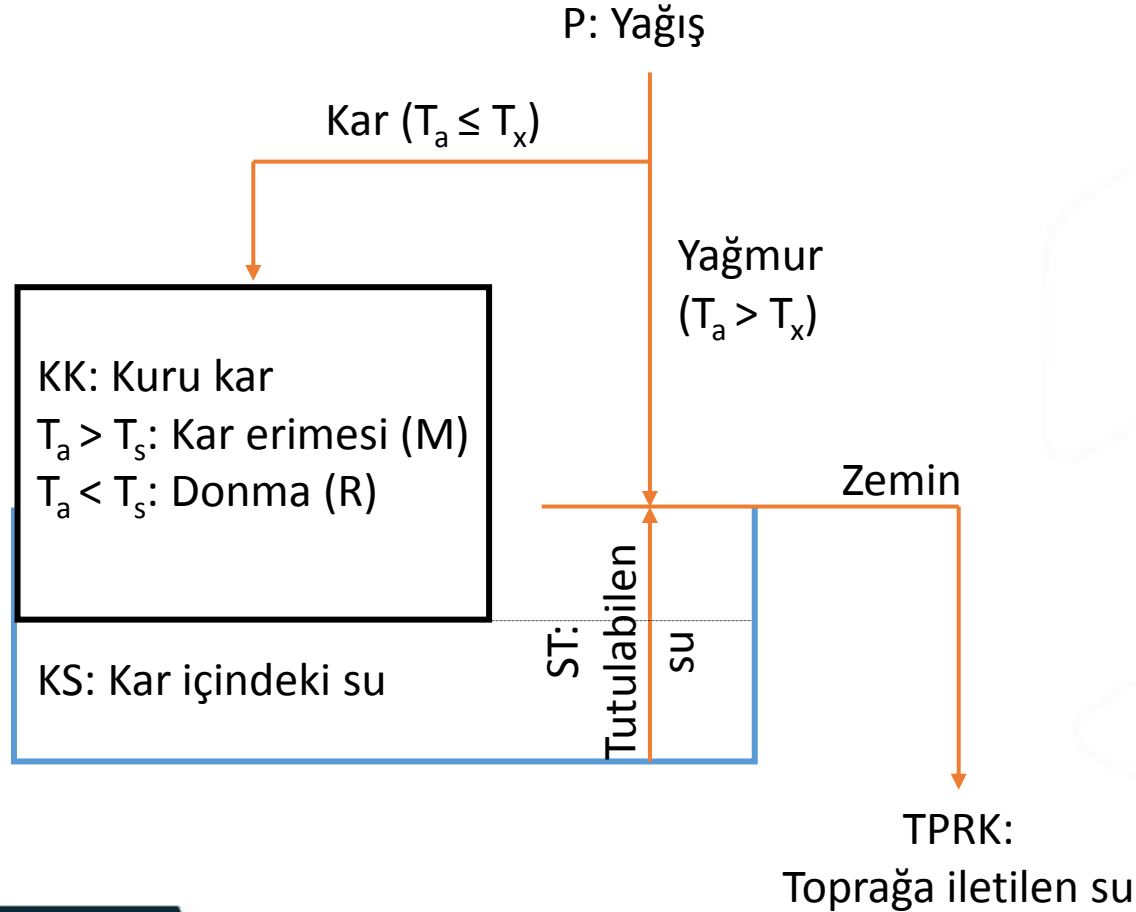 P: Yağış
Kar (Tₐ ≤ Tₓ)
Yağmur
(Tₐ > Tₓ)
KK: Kuru kar
Tₐ > Tₛ: Kar erimesi (M)
Tₐ < Tₛ: Donma (R)
Zemin
ST:
Tutulabilen
su
KS: Kar içindeki su
TPRK:
Toprağa iletilen su